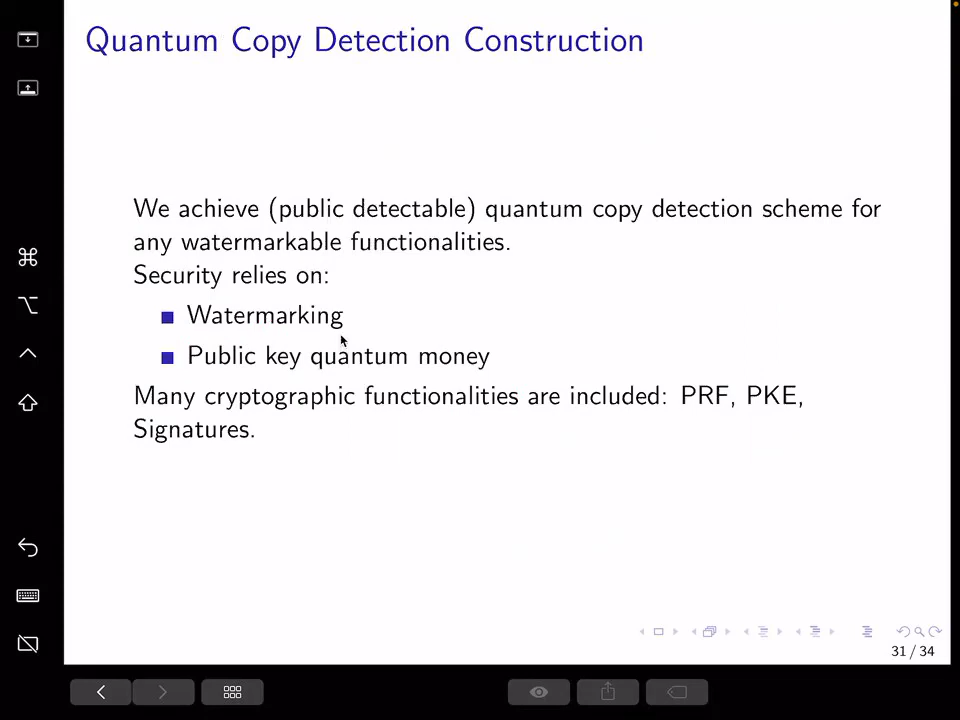 Quantum Copy Detection Construction
We achieve (public detectable) quantum copy detection scheme for
any watermarkable functionalities.
Security relies on:
Watermarking
Public key quantum money
Many cryptographic functionalities are included: PRF, PKE,
Signatures.
31 / 34